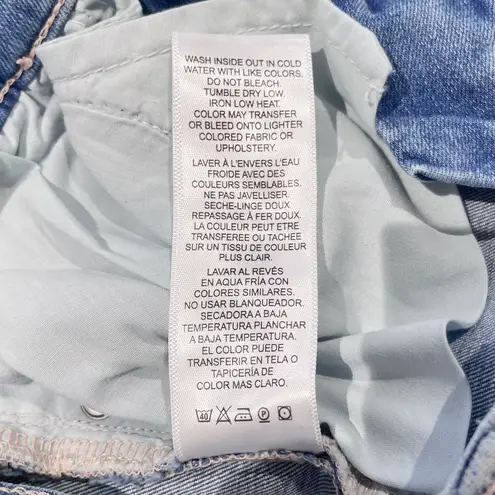 WASH INSIDE OUT IN COLD
WATER WITH LIKE COLORS.
DO NOT BLEACH.
TUMBLE DRY LOW.
IRON LOW HEAT.
COLOR MAY TRANSFER
OR BLEED ONTO LIGHTER
COLORED FABRIC OR
UPHOLSTERY.
LAVER À L'ENVERS L'EAU
FROIDE AVEC DES
COULEURS SEMBLABLES.
NE PAS JAVELLISER.
SECHE-LINGE DOUX
REPASSAGE À FER DOUX.
LA COULEUR PEUT ETRE
TRANSFEREE OU TACHEE
SUR UN TISSU DE COULEUR
PLUS CLAIR.
LAVAR AL REVÉS
EN AQUA FRÍA CON
COLORES SIMILARES.
NO USAR BLANQUEADOR.
SECADORA A BAJA
TEMPERATURA PLANCHAR
A BAJA TEMPERATURA.
EL COLOR PUEDE
TRANSFERIR EN TELA O
TAPICERÍA DE
COLOR MAS CLARO.
40 P